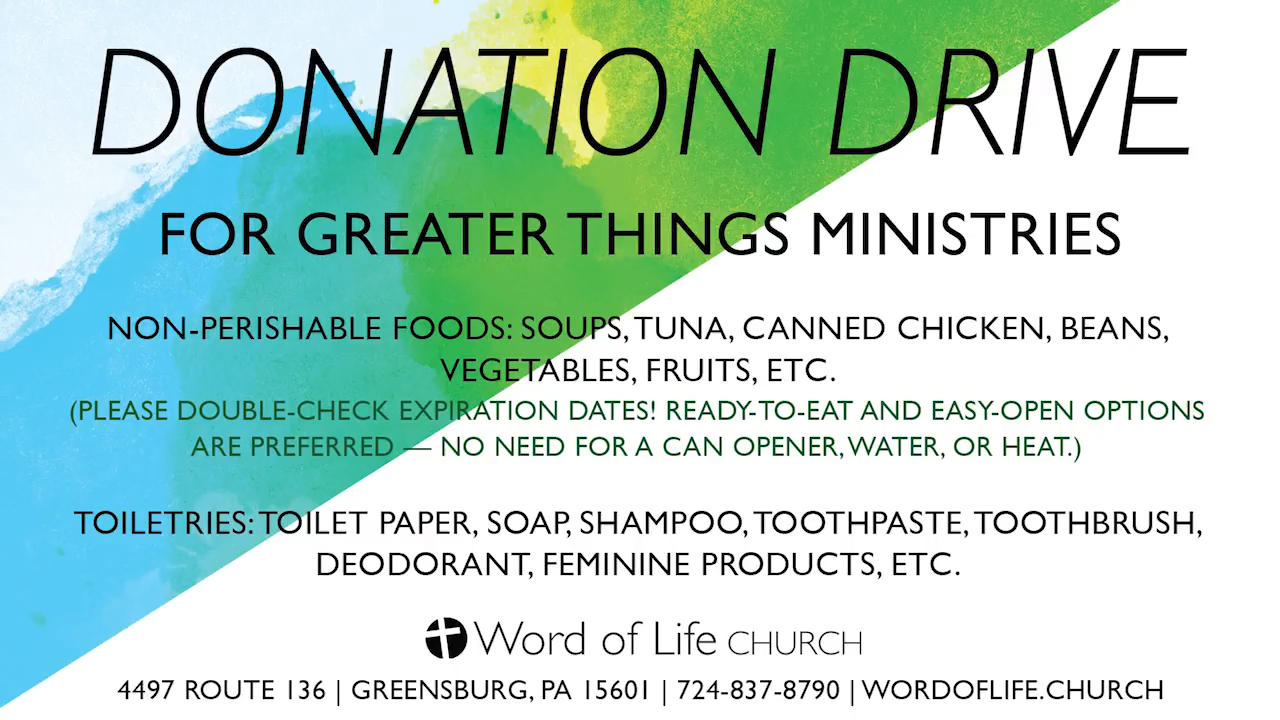 DONATION DRIVE
FOR GREATER THINGS MINISTRIES
NON-PERISHABLE FOODS: SOUPS, TUNA, CANNED CHICKEN, BEANS,
VEGETABLES, FRUITS, ETC.
(PLEASE DOUBLE-CHECK EXPIRATION DATES! READY-TO-EAT AND EASY-OPEN OPTIONS
ARE PREFERRED — NO NEED FOR A CAN OPENER, WATER, OR HEAT.)
TOILETRIES: TOILET PAPER, SOAP, SHAMPOO, TOOTHPASTE, TOOTHBRUSH,
DEODORANT, FEMININE PRODUCTS, ETC.
Word of Life CHURCH
4497 ROUTE 136 | GREENSBURG, PA 15601 | 724-837-8790 | WORDOFLIFE.CHURCH